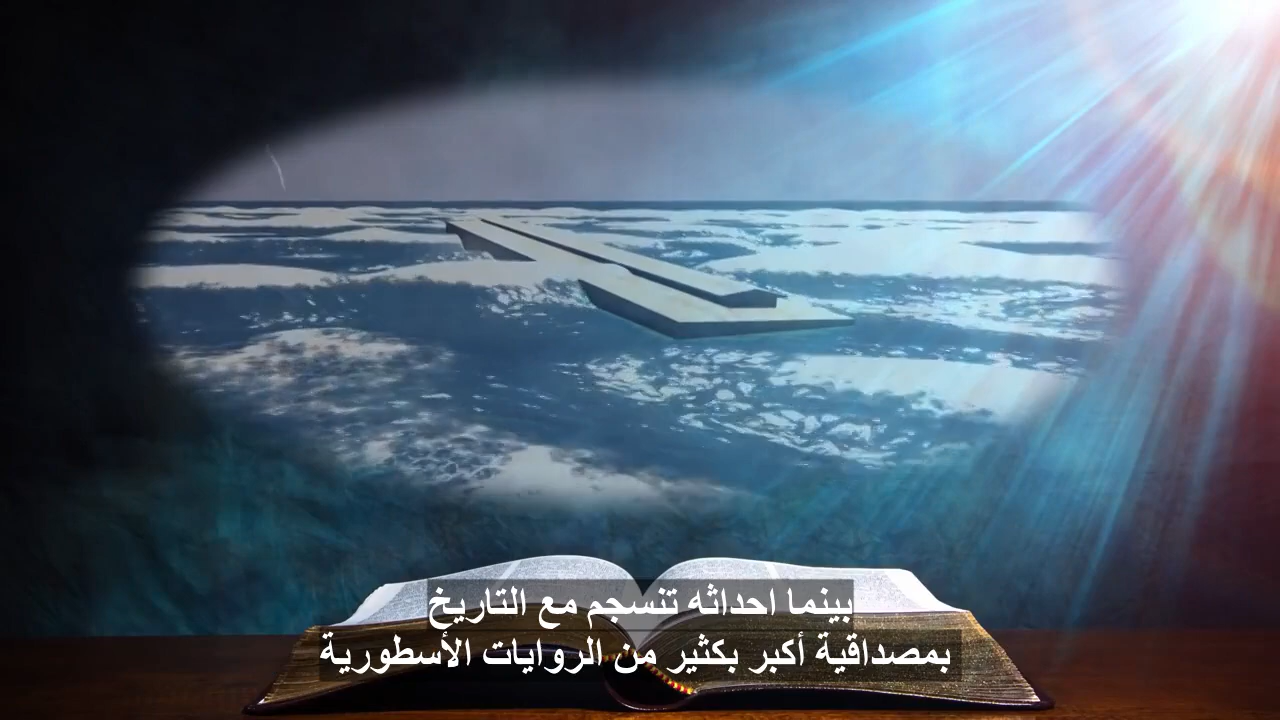 بينما احداثه تنسجم مع التاريخ
بمصداقية أكبر بكثير من الروايات الأسطورية